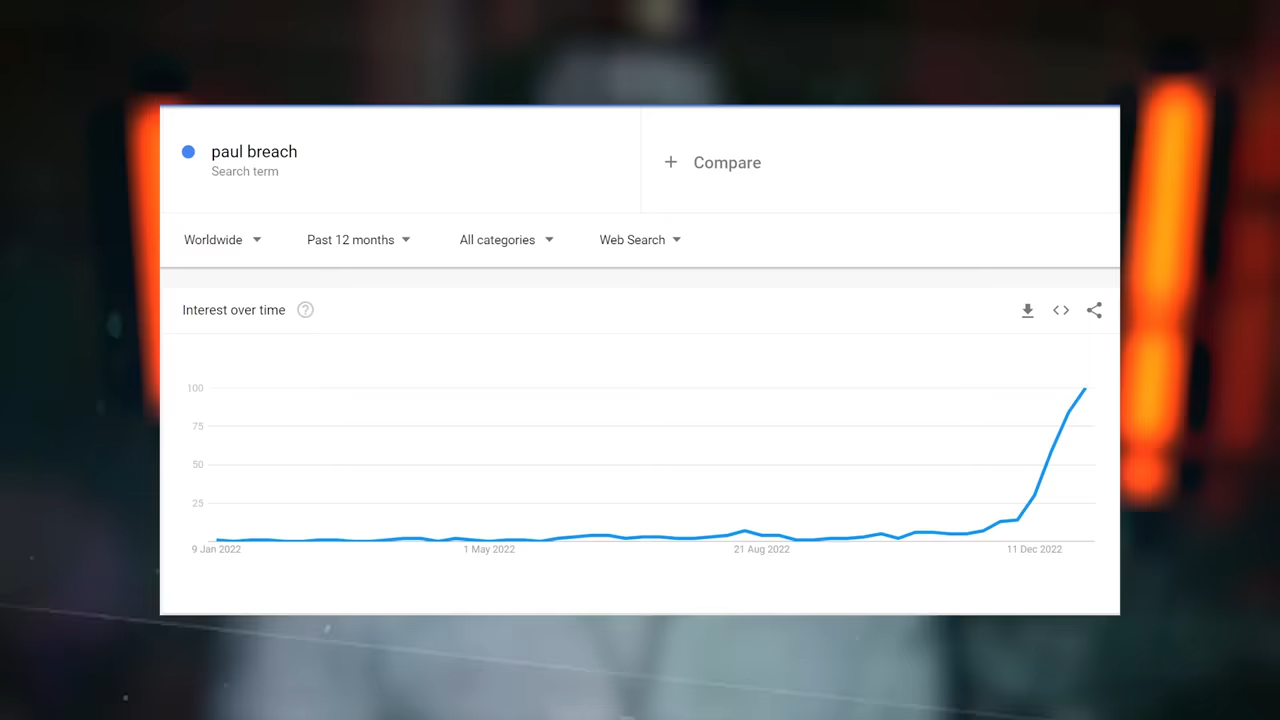 paul breach
Search term
+ Compare
Worldwide
Past 12 months
All categories
Web Search
Interest over time ?
100
75
50
25
9 Jan 2022
1 May 2022
21 Aug 2022
11 Dec 2022